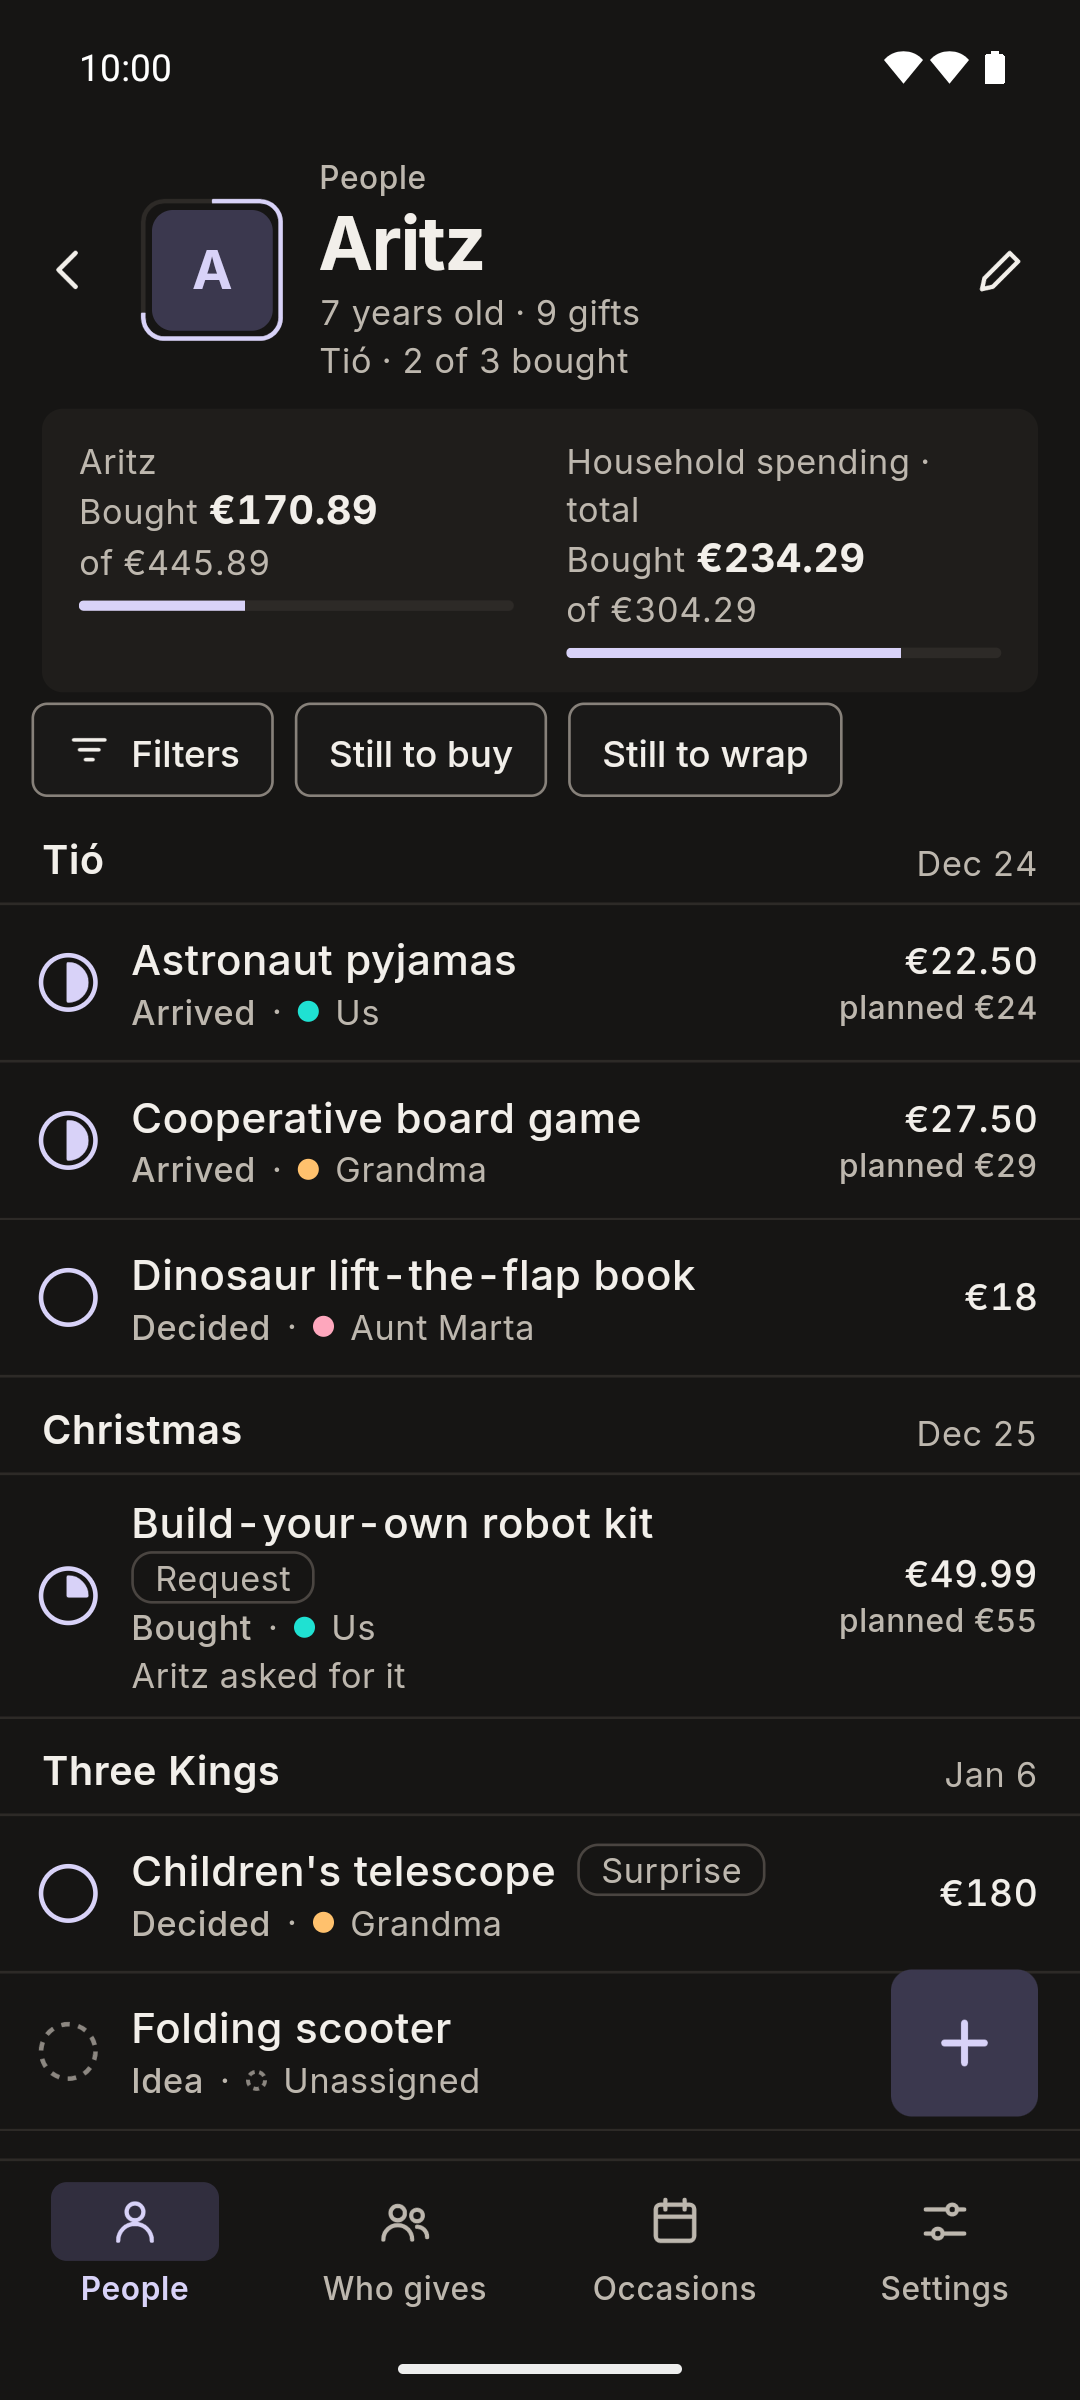 10:00
People
A
Aritz
7 years old · 9 gifts
Tió · 2 of 3 bought
Aritz
Bought €170.89
of €445.89
Household spending ·
total
Bought €234.29
of €304.29
Filters
Still to buy
Still to wrap
Tió
Dec 24
Astronaut pyjamas
€22.50
Arrived · Us
planned €24
Cooperative board game
€27.50
Arrived · Grandma
planned €29
Dinosaur lift-the-flap book
€18
Decided · Aunt Marta
Christmas
Dec 25
Build-your-own robot kit
Request
€49.99
Bought · Us
planned €55
Aritz asked for it
Three Kings
Jan 6
Children's telescope
Surprise
€180
Decided · Grandma
Folding scooter
Idea · Unassigned
People
Who gives
Occasions
Settings